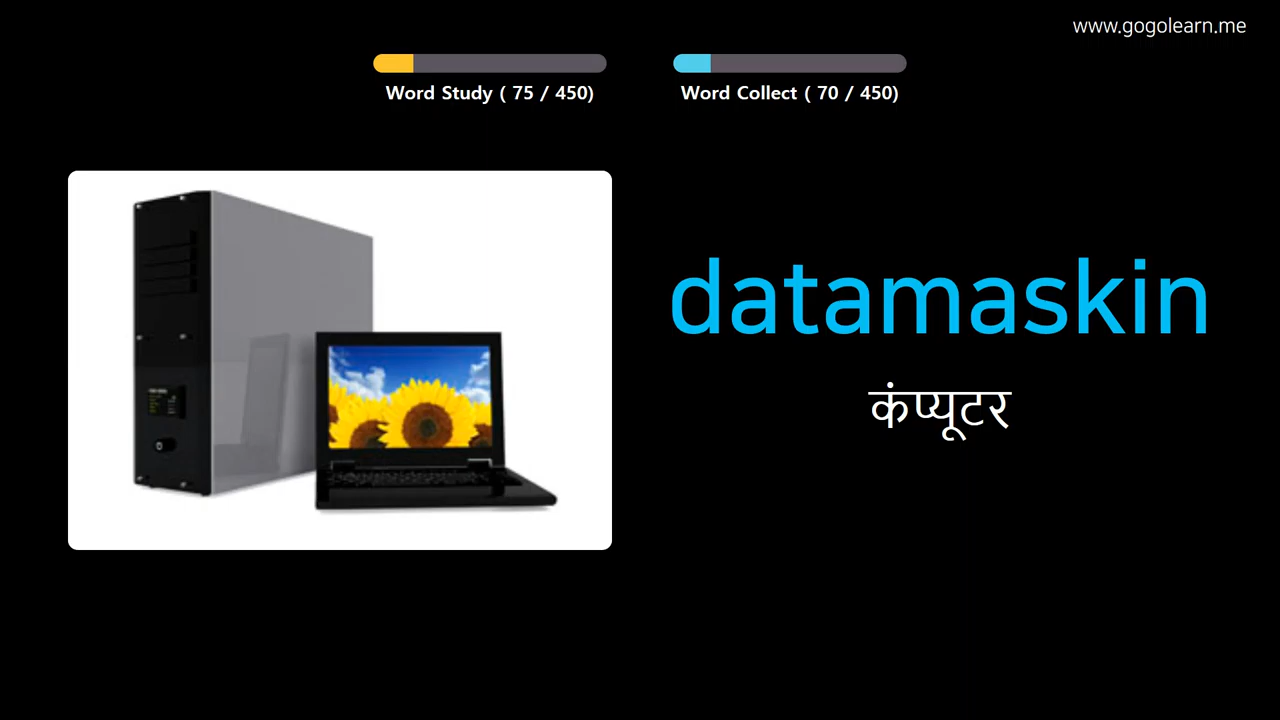 www.gogolearn.me
Word Study ( 75 / 450)
Word Collect ( 70 / 450)
datamaskin
कंप्यूटर